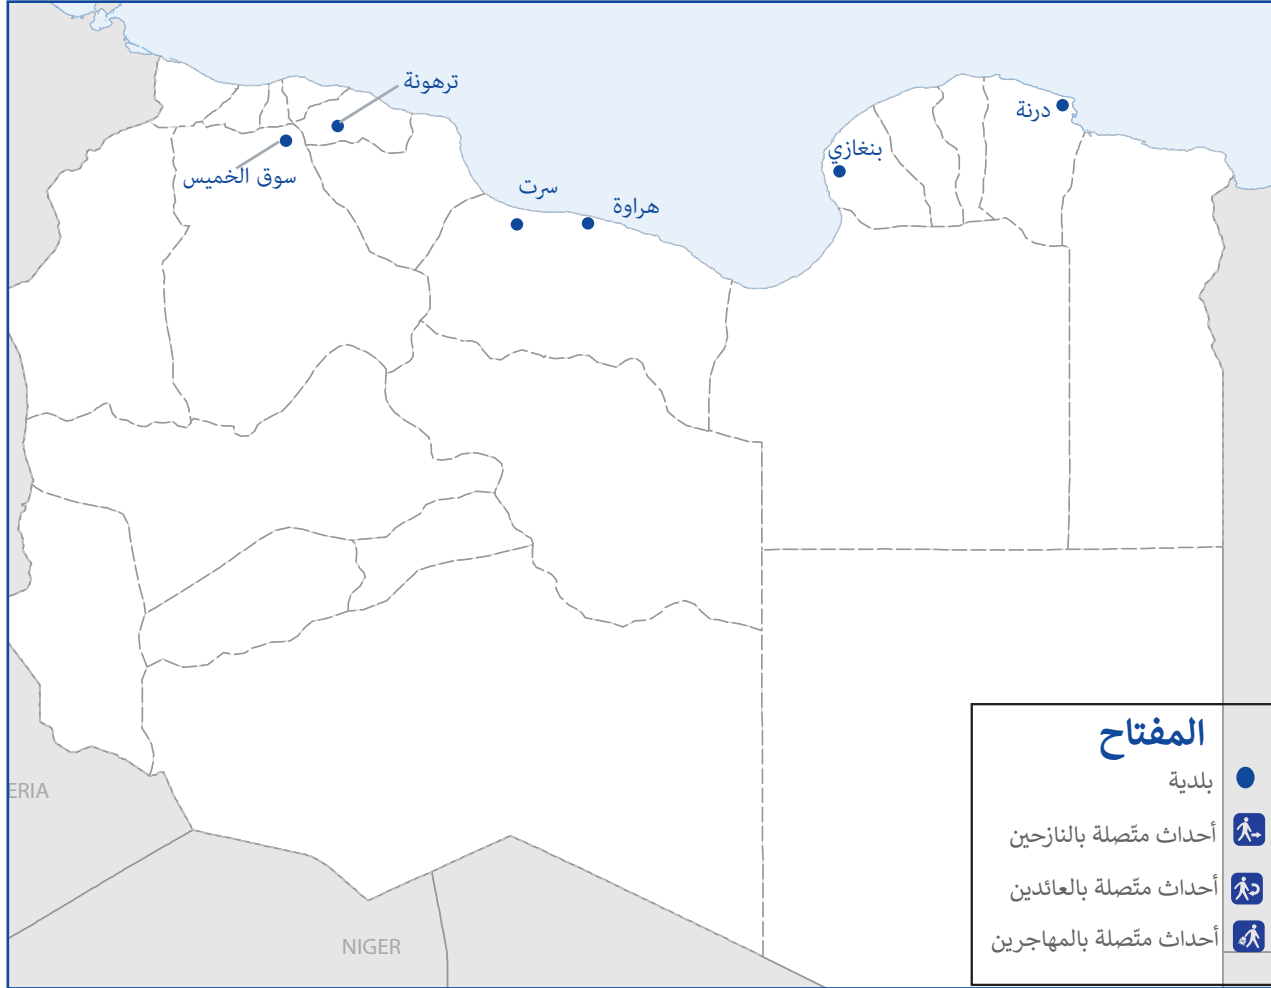 ترهونة
سوق الخميس
سرت
هراوة
بنغازي
درنة
المفتاح
بلدية
أحداث متّصلة بالنازحين
أحداث متّصلة بالعائدين
أحداث متّصلة بالمهاجرين
ERIA
NIGER